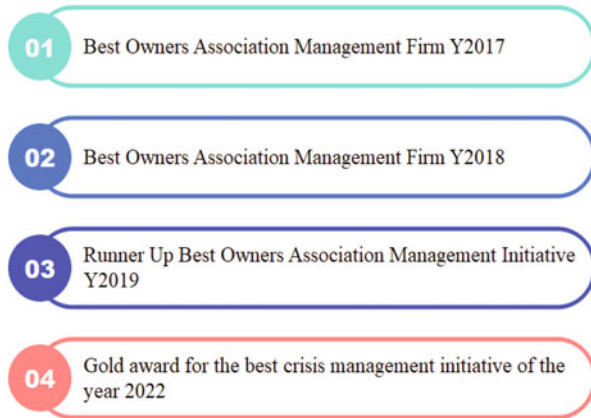 01
Best Owners Association Management Firm Y2017
02
Best Owners Association Management Firm Y2018
03
Runner Up Best Owners Association Management Initiative
Y2019
04
Gold award for the best crisis management initiative of the
year 2022